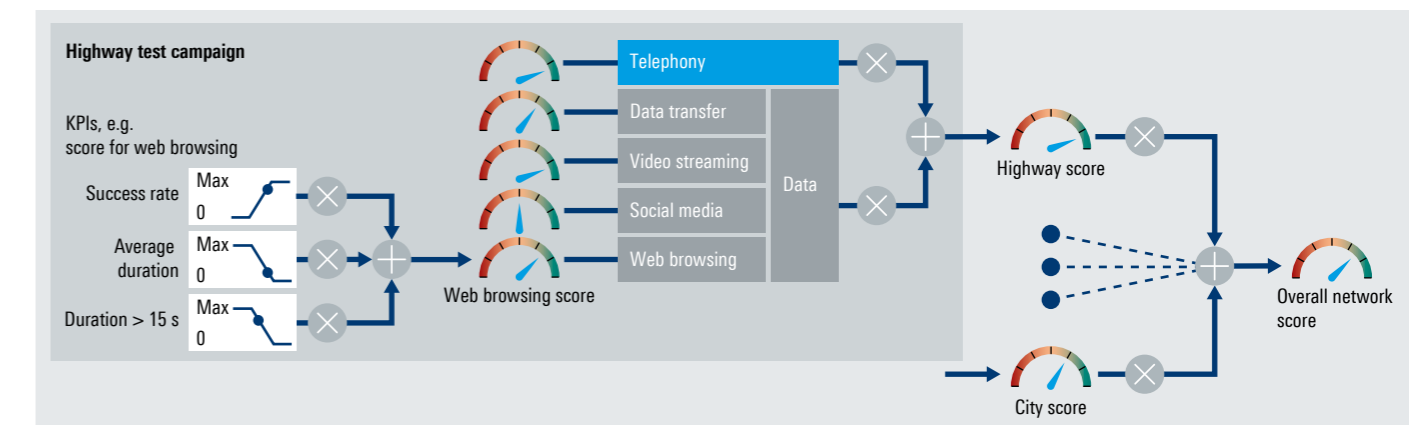 Highway test campaign
KPIs, e.g.
score for web browsing
Success rate
Max
0
Average
duration
Max
0
Duration > 15 s
Max
0
Web browsing score
Telephony
Data transfer
Video streaming
Social media
Web browsing
Data
Highway score
City score
Overall network
score